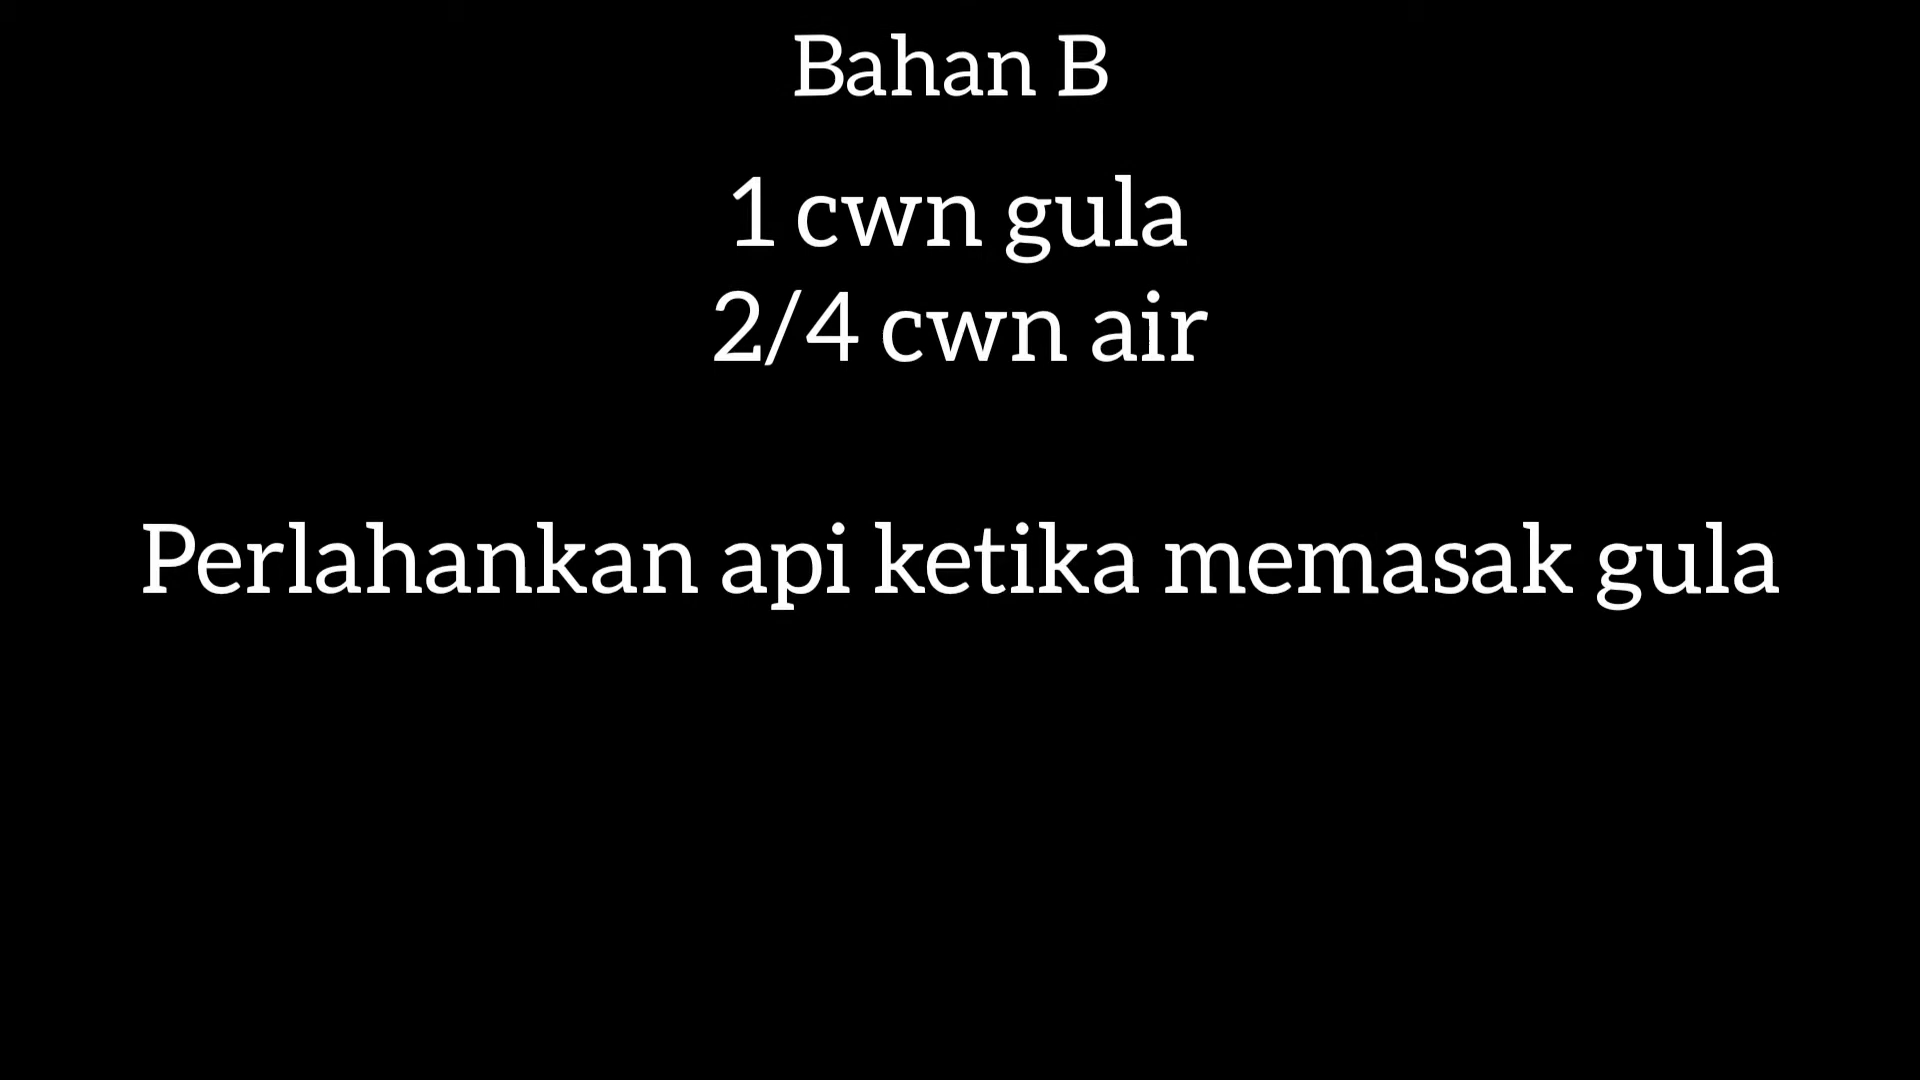 Bahan B
1 cwn gula
2/4 cwn air
Perlahankan api ketika memasak gula